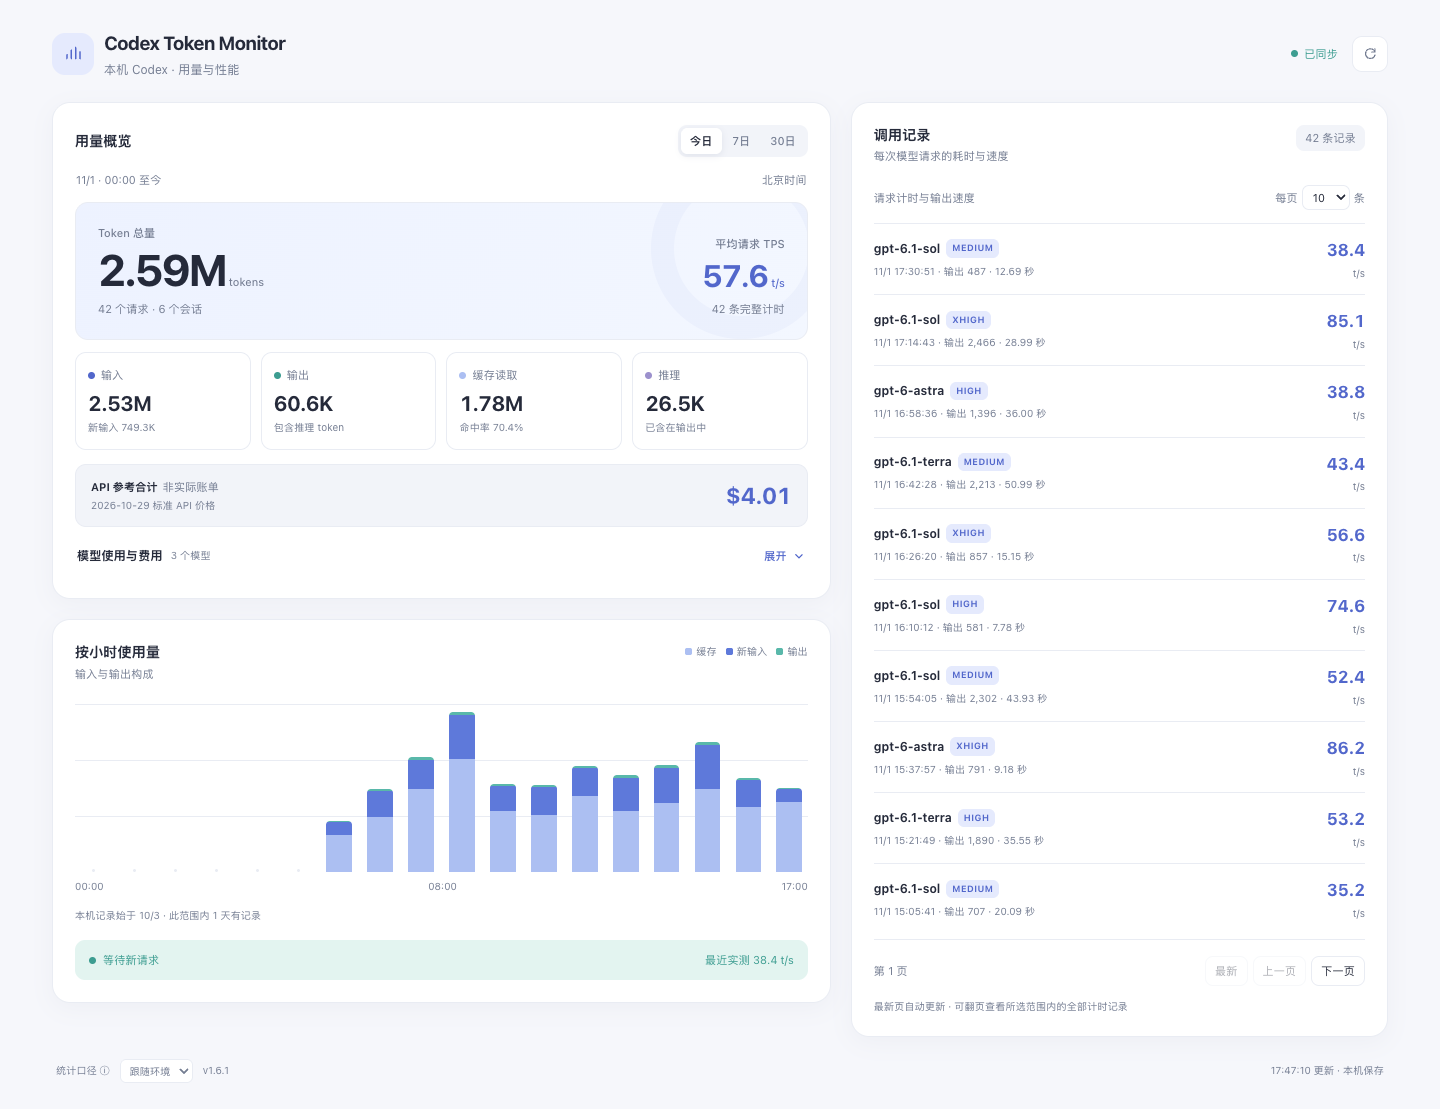 Codex Token Monitor
本机 Codex · 用量与性能
已同步
用量概览
今日 7日 30日
11/1 · 00:00 至今
北京时间
Token 总量
2.59M tokens
42 个请求 · 6 个会话
平均请求 TPS
57.6 t/s
42 条完整计时
输入
2.53M
新输入 749.3K
输出
60.6K
包含推理 token
缓存读取
1.78M
命中率 70.4%
推理
26.5K
已含在输出中
API 参考合计 非实际账单
2026-10-29 标准 API 价格
$4.01
模型使用与费用 3 个模型
展开
按小时使用量
输入与输出构成
缓存 新输入 输出
00:00 08:00 17:00
本机记录始于 10/3 · 此范围内 1 天有记录
等待新请求
最近实测 38.4 t/s
调用记录
每次模型请求的耗时与速度
42 条记录
请求计时与输出速度
每页 10 条
gpt-6.1-sol MEDIUM
11/1 17:30:51 · 输出 487 · 12.69 秒
38.4
t/s
gpt-6.1-sol XHIGH
11/1 17:14:43 · 输出 2,466 · 28.99 秒
85.1
t/s
gpt-6-astra HIGH
11/1 16:58:36 · 输出 1,396 · 36.00 秒
38.8
t/s
gpt-6.1-terra MEDIUM
11/1 16:42:28 · 输出 2,213 · 50.99 秒
43.4
t/s
gpt-6.1-sol XHIGH
11/1 16:26:20 · 输出 857 · 15.15 秒
56.6
t/s
gpt-6.1-sol HIGH
11/1 16:10:12 · 输出 581 · 7.78 秒
74.6
t/s
gpt-6.1-sol MEDIUM
11/1 15:54:05 · 输出 2,302 · 43.93 秒
52.4
t/s
gpt-6-astra XHIGH
11/1 15:37:57 · 输出 791 · 9.18 秒
86.2
t/s
gpt-6.1-terra HIGH
11/1 15:21:49 · 输出 1,890 · 35.55 秒
53.2
t/s
gpt-6.1-sol MEDIUM
11/1 15:05:41 · 输出 707 · 20.09 秒
35.2
t/s
第 1 页
最新 上一页 下一页
最新页自动更新 · 可翻页查看所选范围内的全部计时记录
统计口径 ⓘ 跟随环境 v1.6.1
17:47:10 更新 · 本机保存